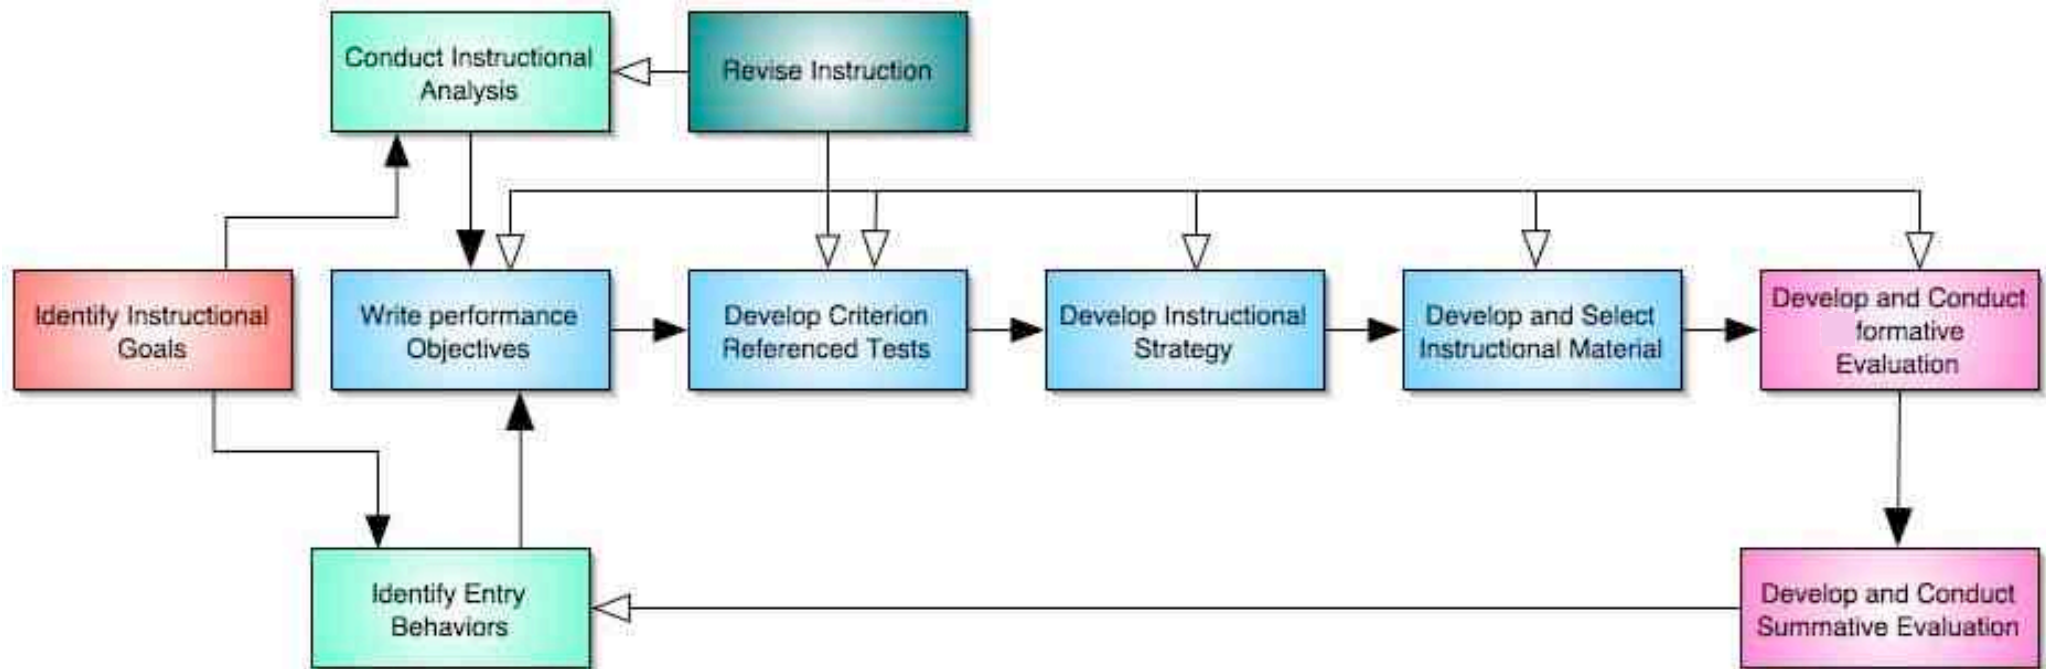 Conduct Instructional
Analysis
Revise Instruction
Identify Instructional
Goals
Write performance
Objectives
Develop Criterion
Referenced Tests
Develop Instructional
Strategy
Develop and Select
Instructional Material
Develop and Conduct
formative
Evaluation
Identify Entry
Behaviors
Develop and Conduct
Summative Evaluation